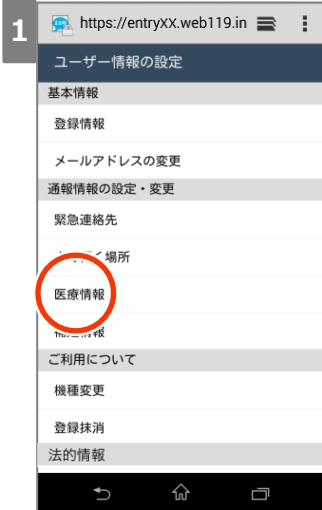 1
https://entryXX.web119.in
ユーザー情報の設定
基本情報
登録情報
メールアドレスの変更
通報情報の設定・変更
緊急連絡先
場所
医療情報
情報
ご利用について
機種変更
登録抹消
法的情報